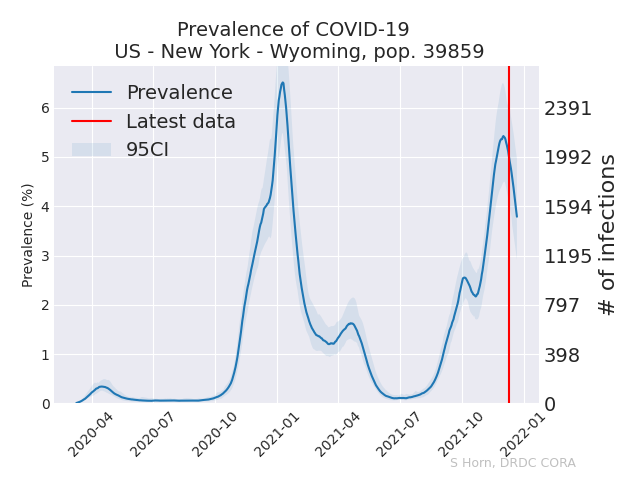 Prevalence of COVID-19
US - New York - Wyoming, pop. 39859
Prevalence
Latest data
95CI
Prevalence (%)
6
5
4
3
2
1
0
2391
1992
1594
1195
797
398
0
# of infections
2020-04
2020-07
2020-10
2021-01
2021-04
2021-07
2021-10
2022-01
S Horn, DRDC CORA